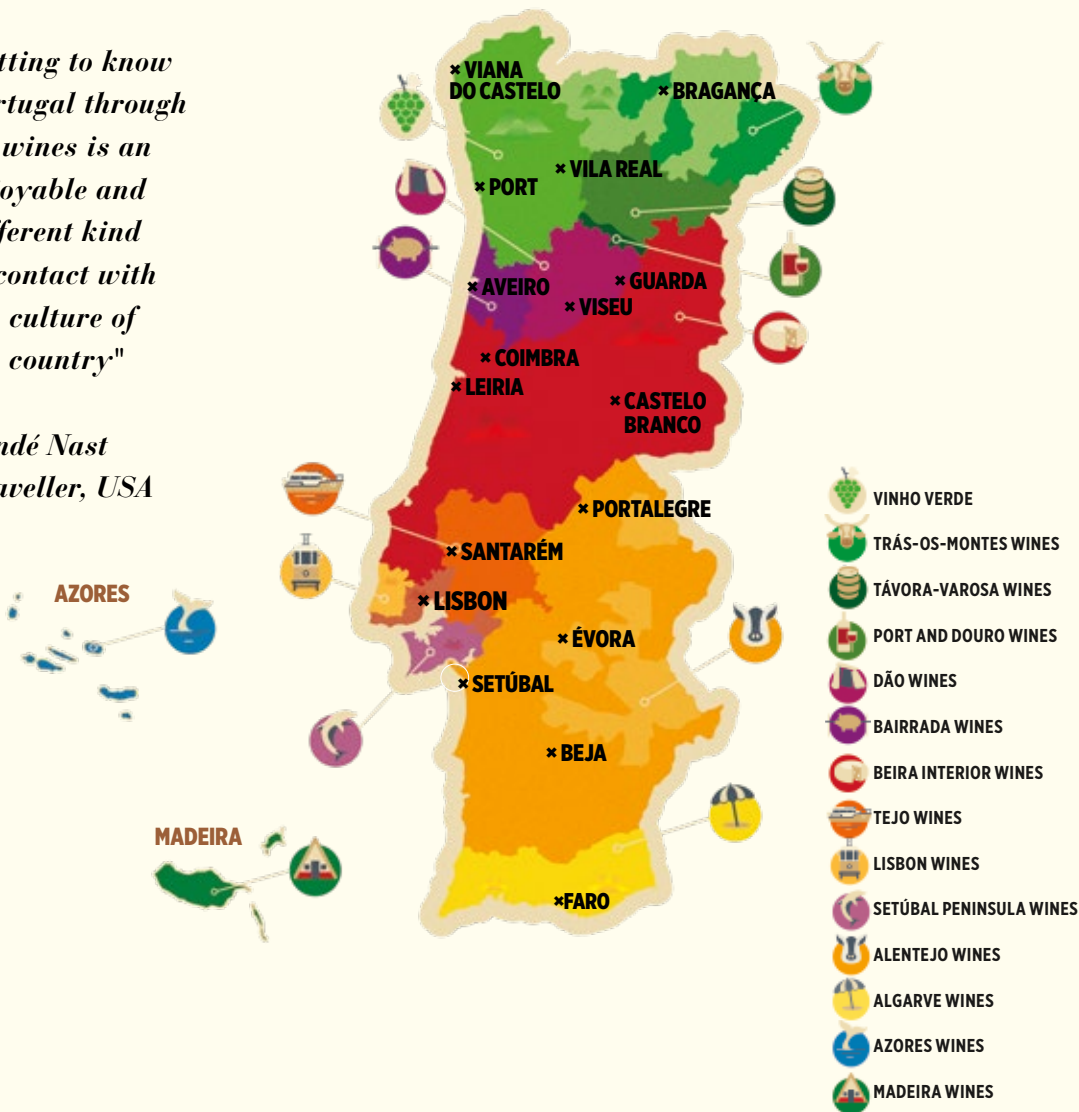 tting to know
rtugal through
wines is an
oyable and
ferent kind
contact with
culture of
country"
ndé Nast
aveller, USA
VIANA
DO CASTELO
BRAGANÇA
VILA REAL
PORT
AVEIRO
GUARDA
VISEU
COIMBRA
LEIRIA
CASTELO
BRANCO
PORTALEGRE
SANTARÉM
LISBON
ÉVORA
SETÚBAL
BEJA
FARO
AZORES
MADEIRA
VINHO VERDE
TRÁS-OS-MONTES WINES
TÁVORA-VAROSA WINES
PORT AND DOURO WINES
DÃO WINES
BAIRRADA WINES
BEIRA INTERIOR WINES
TEJO WINES
LISBON WINES
SETÚBAL PENINSULA WINES
ALENTEJO WINES
ALGARVE WINES
AZORES WINES
MADEIRA WINES